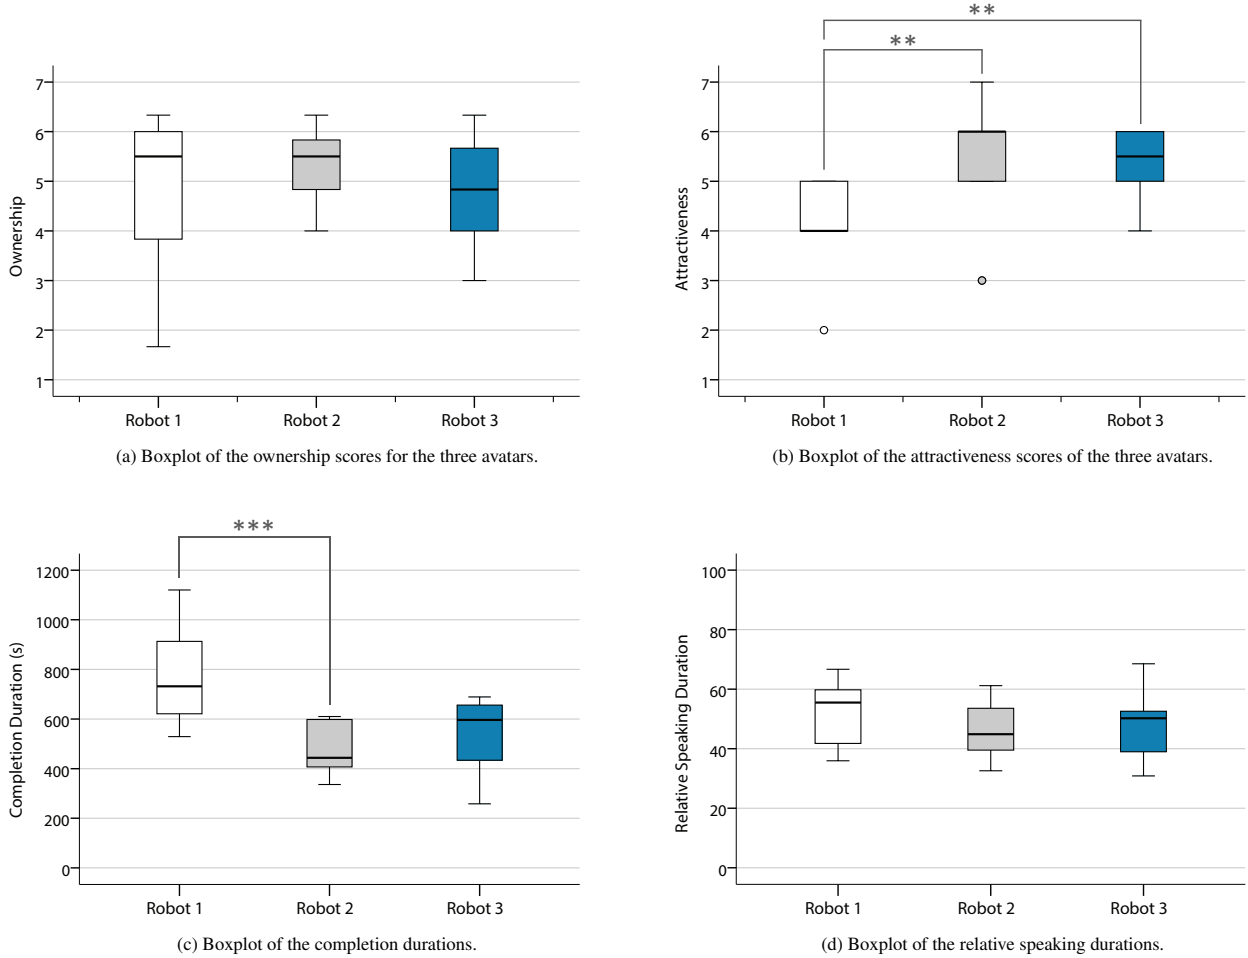 7
6
5
4
3
2
1
Ownership
Robot 1 Robot 2 Robot 3
(a) Boxplot of the ownership scores for the three avatars.
**
**
7
6
5
4
3
2
1
Attractiveness
Robot 1 Robot 2 Robot 3
(b) Boxplot of the attractiveness scores of the three avatars.
***
1200
1000
800
600
400
200
0
Completion Duration (s)
Robot 1 Robot 2 Robot 3
(c) Boxplot of the completion durations.
100
80
60
40
20
0
Relative Speaking Duration
Robot 1 Robot 2 Robot 3
(d) Boxplot of the relative speaking durations.